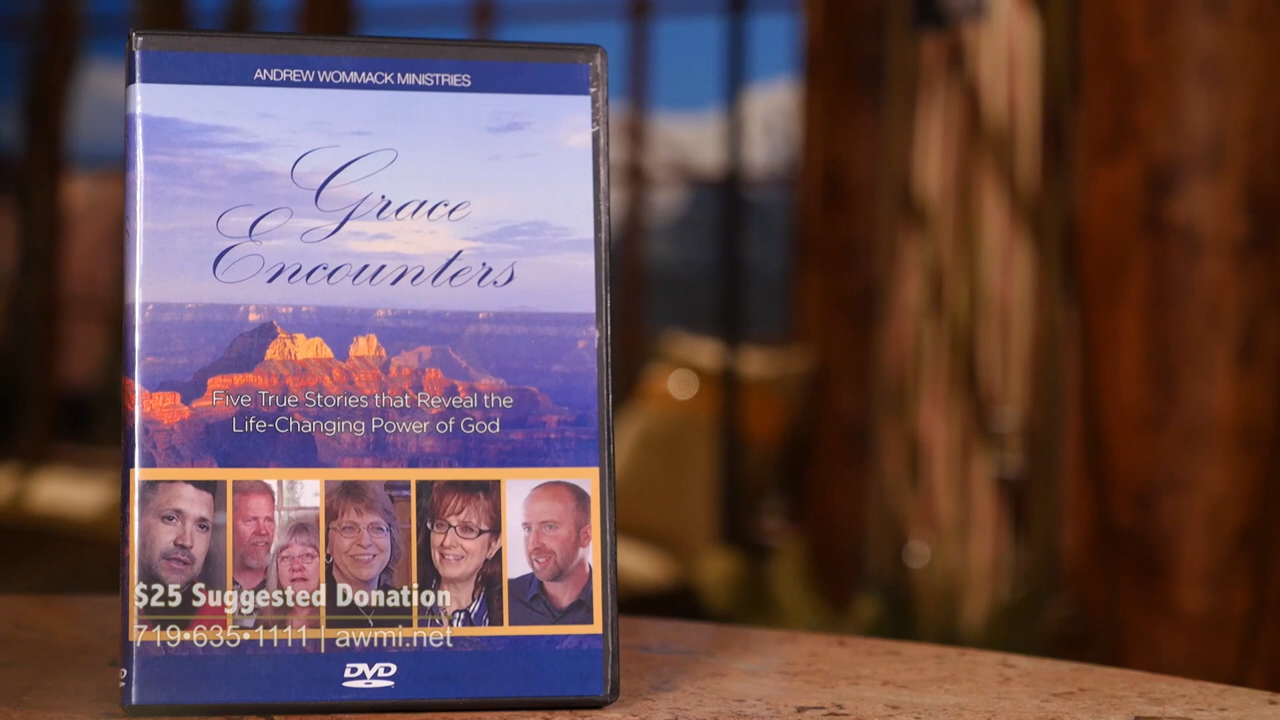 ANDREW WOMMACK MINISTRIES
Grace
Encounters
Five True Stories that Reveal the
Life-Changing Power of God
$25 Suggested Donation
719•635•1111 | awmi.net
DVD